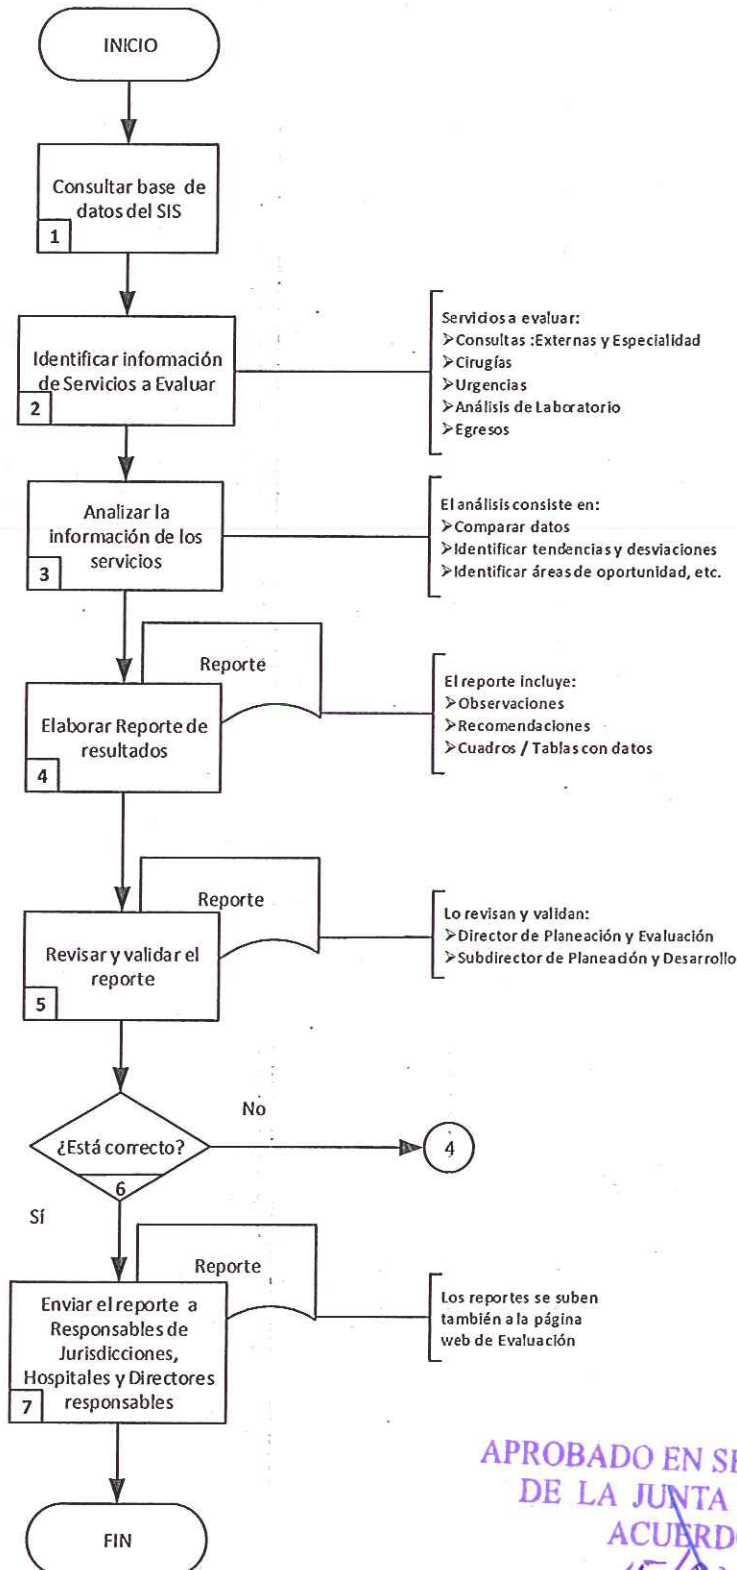 INICIO
Consultar base de
datos del SIS
1
Identificar información
de Servicios a Evaluar
2
Servicios a evaluar:
➢Consultas :Externas y Especialidad
➢Cirugías
➢Urgencias
➢Análisis de Laboratorio
➢Egresos
Analizar la
información de los
servicios
3
El análisis consiste en:
➢Comparar datos
➢Identificar tendencias y desviaciones
➢Identificar áreas de oportunidad, etc.
Reporte
Elaborar Reporte de
resultados
4
El reporte incluye:
➢Observaciones
➢Recomendaciones
➢Cuadros / Tablas con datos
Reporte
Revisar y validar el
reporte
5
Lo revisan y validan:
➢Director de Planeación y Evaluación
➢Subdirector de Planeación y Desarrollo
¿Está correcto?
6
No
4
Sí
Reporte
Enviar el reporte a
Responsables de
Jurisdicciones,
Hospitales y Directores
responsables
7
Los reportes se suben
también a la página
web de Evaluación
FIN
APROBADO EN
DE LA JUNTA